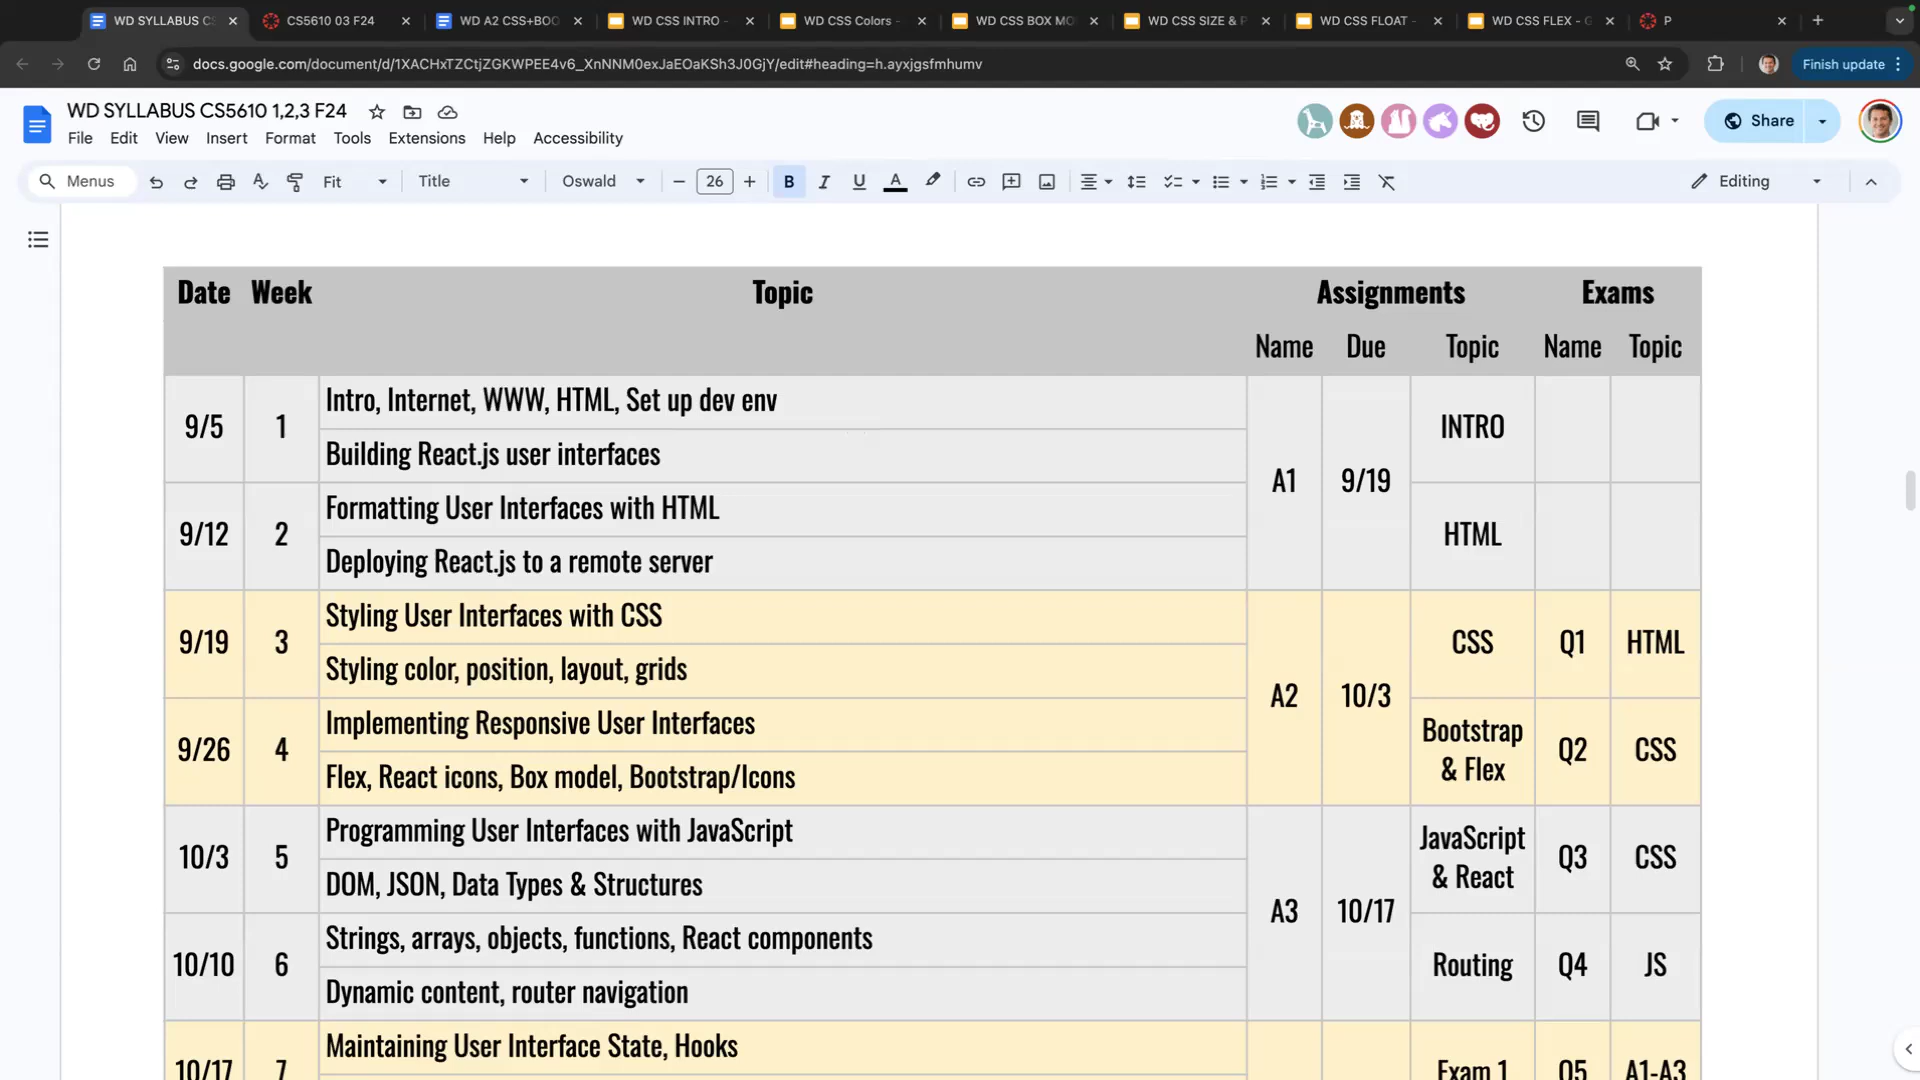 WD SYLLABUS CS
CS5610 03 F24
WD A2 CSS+BOO
WD CSS INTRO -
WD CSS Colors -
WD CSS BOX MO
WD CSS SIZE & P
WD CSS FLOAT -
WD CSS FLEX - G
P
docs.google.com/document/d/1XACHxTZCtjZGKWPEE4v6_XnNNM0exJaEOaKSh3J0GjY/edit#heading=h.ayxjgsfmhumv
Finish update
WD SYLLABUS CS5610 1,2,3 F24
File Edit View Insert Format Tools Extensions Help Accessibility
Share
Menus
Fit
Title
Oswald
26
B I U A
Editing
Date Week Topic Assignments Exams
Name Due Topic Name Topic
9/5 1 Intro, Internet, WWW, HTML, Set up dev env
Building React.js user interfaces
A1 9/19 INTRO
9/12 2 Formatting User Interfaces with HTML
Deploying React.js to a remote server
HTML
9/19 3 Styling User Interfaces with CSS
Styling color, position, layout, grids
A2 10/3 CSS Q1 HTML
9/26 4 Implementing Responsive User Interfaces
Flex, React icons, Box model, Bootstrap/Icons
Bootstrap
& Flex
Q2 CSS
10/3 5 Programming User Interfaces with JavaScript
DOM, JSON, Data Types & Structures
A3 10/17
JavaScript
& React
Q3 CSS
10/10 6 Strings, arrays, objects, functions, React components
Dynamic content, router navigation
Routing Q4 JS
10/17 7 Maintaining User Interface State, Hooks
Exam 1 Q5 A1-A3